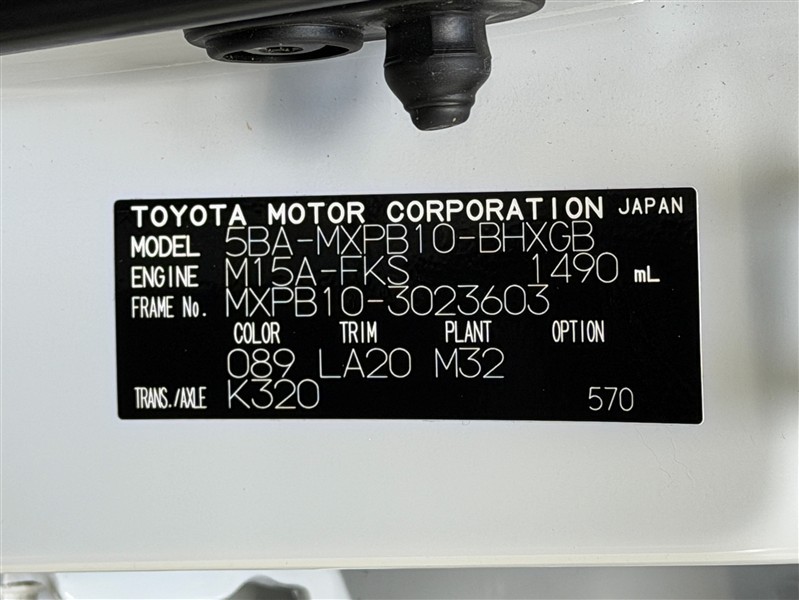 TOYOTA MOTOR CORPORATION JAPAN
MODEL 5BA-MXPB10-BHXGB
ENGINE M15A-FKS 1490 mL
FRAME No. MXPB10-3023603
COLOR TRIM PLANT OPTION
089 LA20 M32
TRANS./AXLE K320 570